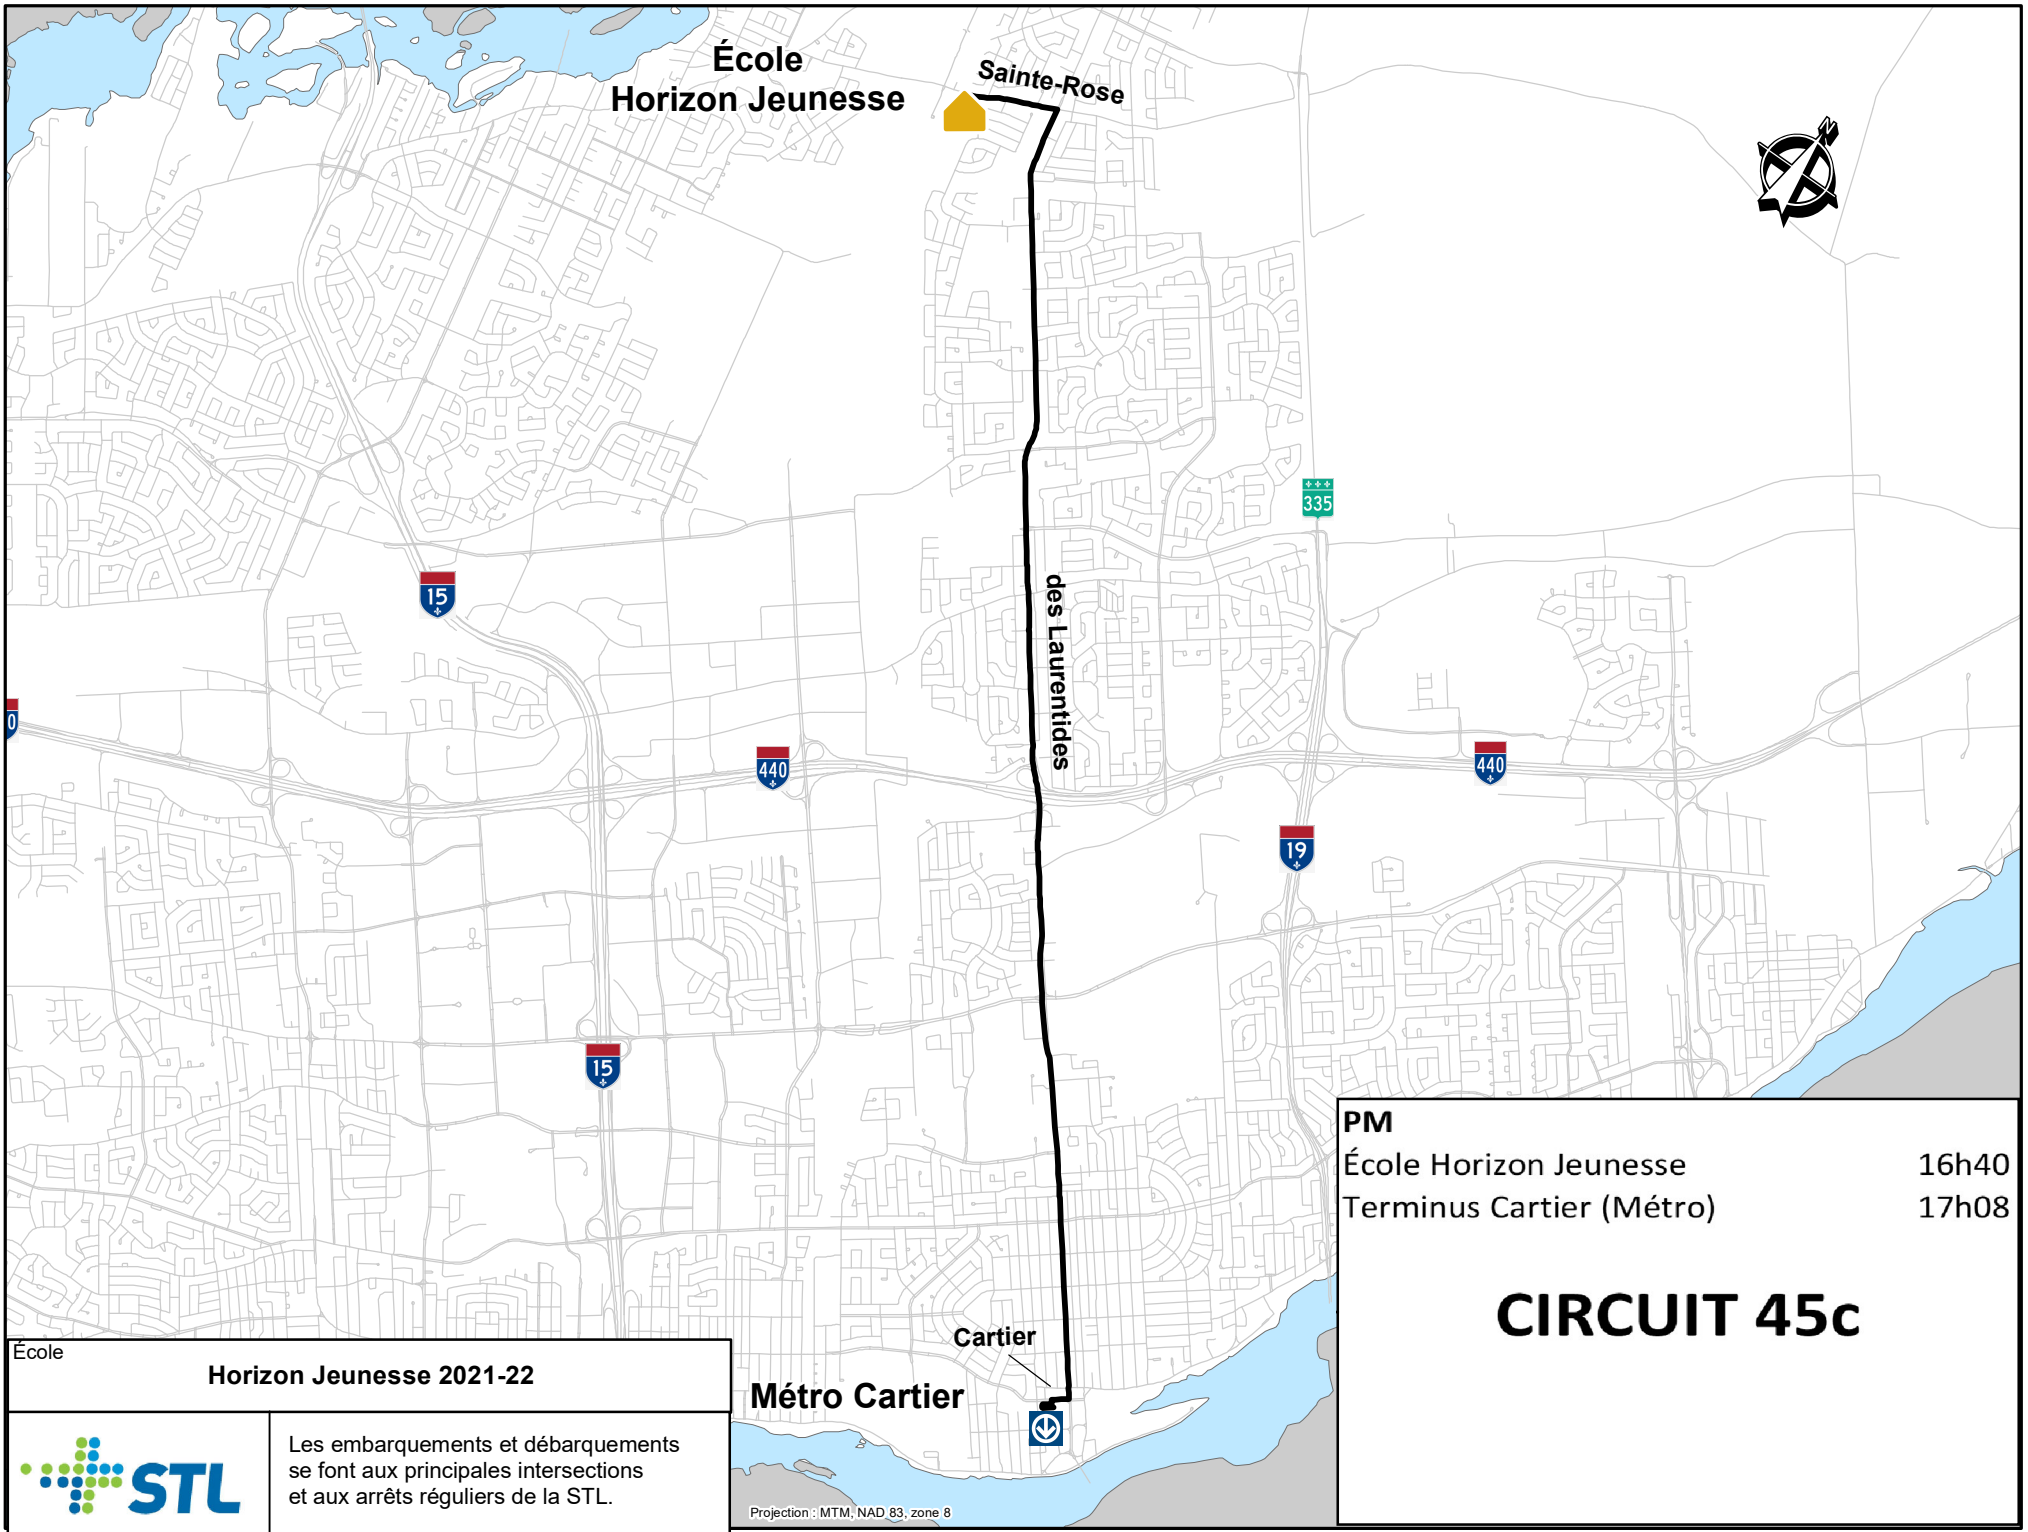 École
Horizon Jeunesse
Sainte-Rose
N
335
des Laurentides
15
0
440
440
19
15
PM
École Horizon Jeunesse 16h40
Terminus Cartier (Métro) 17h08
CIRCUIT 45c
Cartier
Métro Cartier
École
Horizon Jeunesse 2021-22
STL
Les embarquements et débarquements
se font aux principales intersections
et aux arrêts réguliers de la STL.
Projection : MTM, NAD 83, zone 8